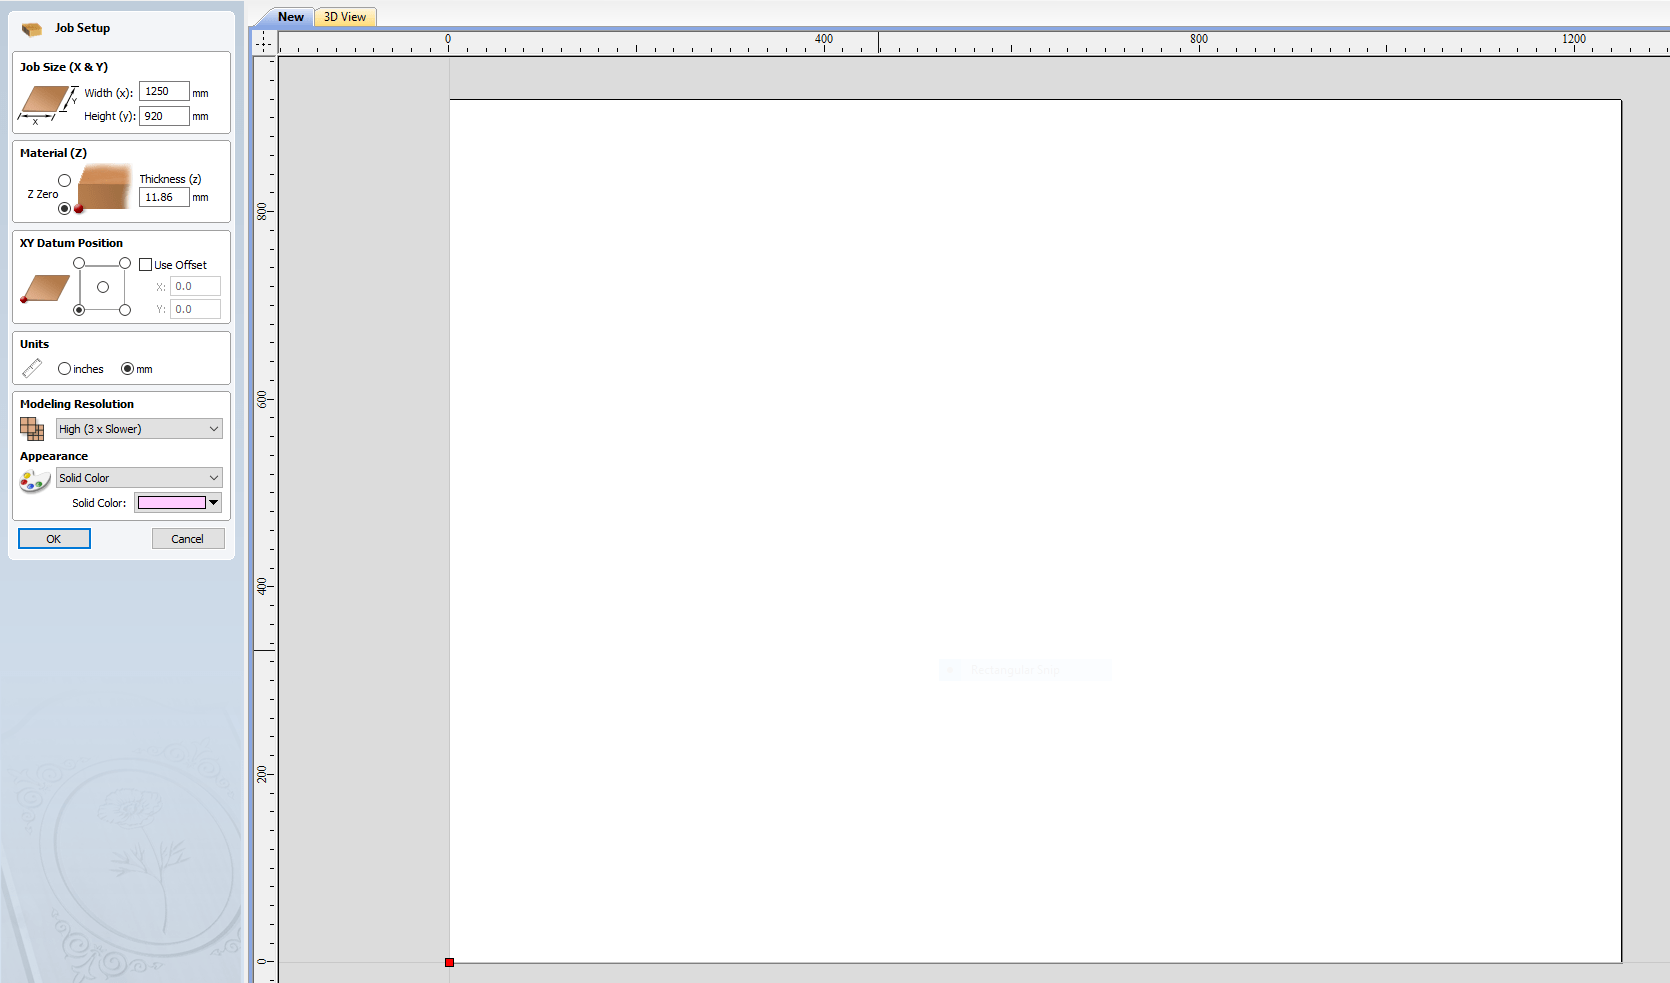 Job Setup
Job Size (X & Y)
Width (x): 1250 mm
Height (y): 920 mm
Y
X
Material (Z)
Z Zero
Thickness (z)
11.86 mm
XY Datum Position
Use Offset
X: 0.0
Y: 0.0
Units
inches mm
Modeling Resolution
High (3 x Slower)
Appearance
Solid Color
Solid Color:
OK Cancel
New 3D View
0 400 800 1200
800
600
400
200
0
Rectangular Snip